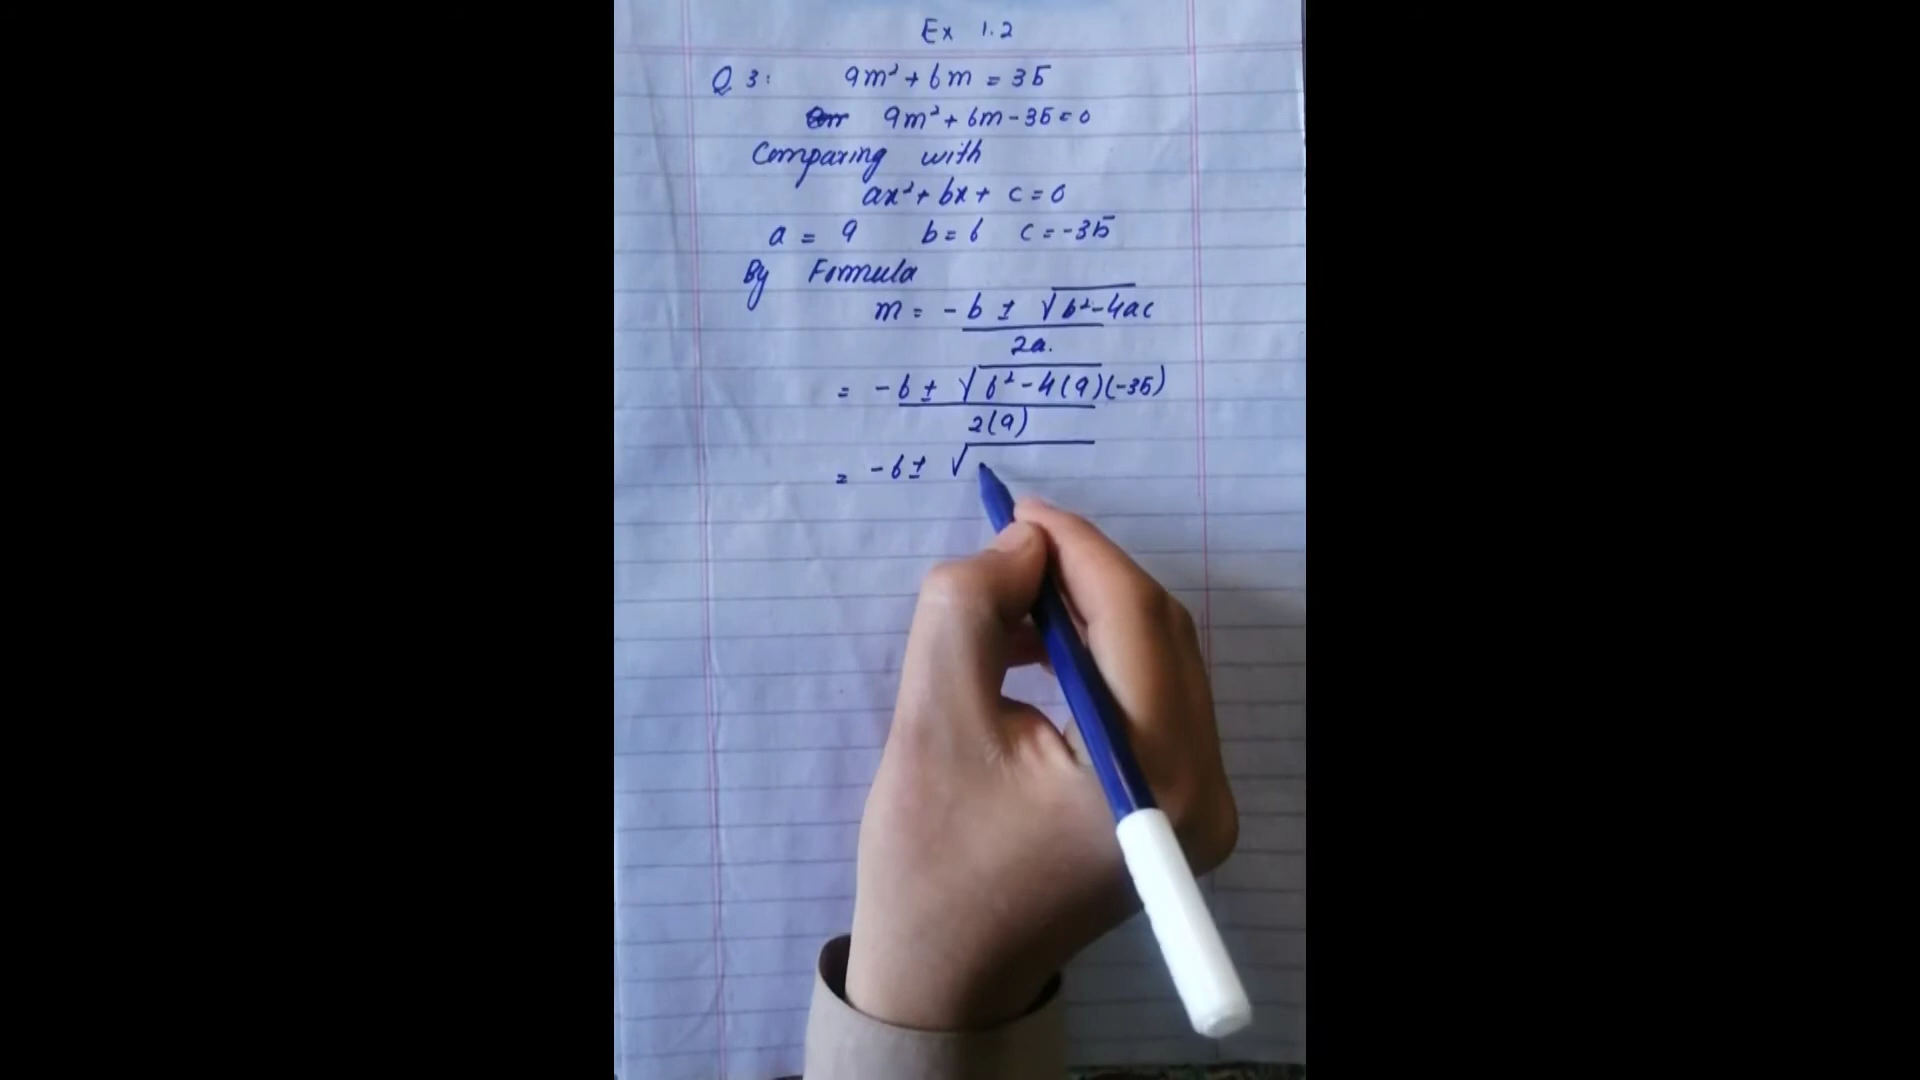 Ex 1.2
Q 3: 9m² + 6m = 35
9m² + 6m - 35 = 0
Comparing with
ax² + bx + c = 0
a = 9 b = 6 c = -35
By Formula
m = -b ± √b² - 4ac
2a.
= -6 ± √6² - 4(9)(-35)
2(9)
= -6 ± √